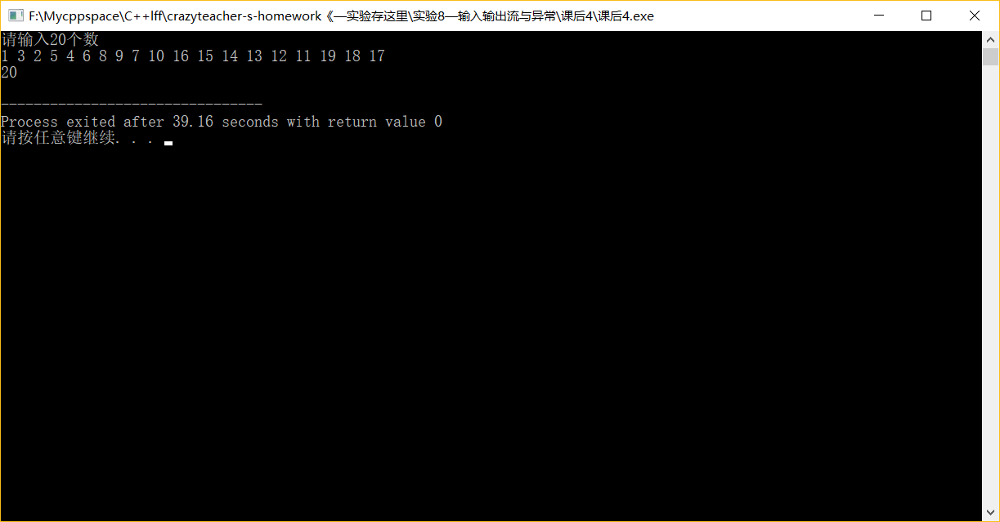 F:\Mycppspace\C++lff\crazyteacher-s-homework《—实验存这里\实验8—输入输出流与异常\课后4\课后4.exe
请输入20个数
1 3 2 5 4 6 8 9 7 10 16 15 14 13 12 11 19 18 17
20
--------------------------------
Process exited after 39.16 seconds with return value 0
请按任意键继续. . .